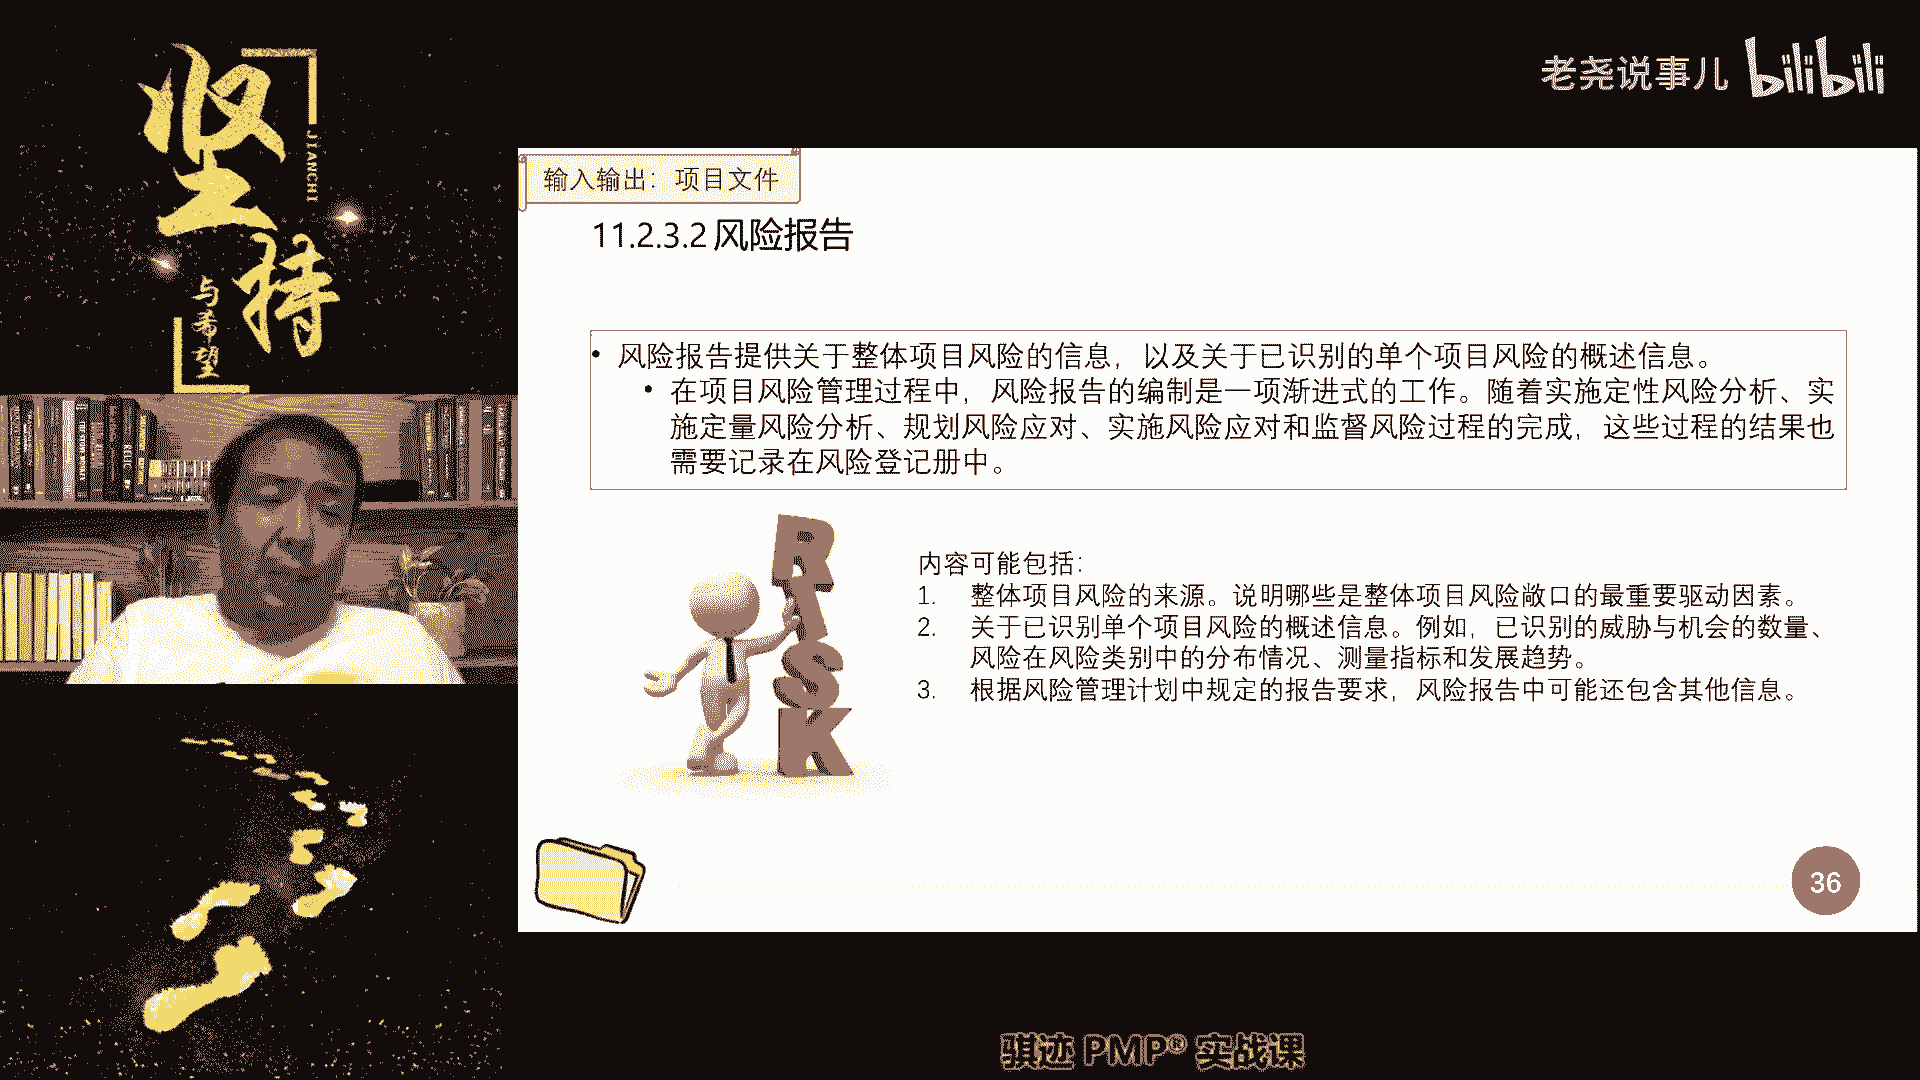 坚
JIANCHI
持
与希望
老尧说事儿 bilibili
输入输出：项目文件
11.2.3.2 风险报告
• 风险报告提供关于整体项目风险的信息，以及关于已识别的单个项目风险的概述信息。
• 在项目风险管理过程中，风险报告的编制是一项渐进式的工作。随着实施定性风险分析、实
施定量风险分析、规划风险应对、实施风险应对和监督风险过程的完成，这些过程的结果也
需要记录在风险登记册中。
RISK
内容可能包括：
1. 整体项目风险的来源。说明哪些是整体项目风险敞口的最重要驱动因素。
2. 关于已识别单个项目风险的概述信息。例如，已识别的威胁与机会的数量、
风险在风险类别中的分布情况、测量指标和发展趋势。
3. 根据风险管理计划中规定的报告要求，风险报告中可能还包含其他信息。
36
骐迹 PMP® 实战课